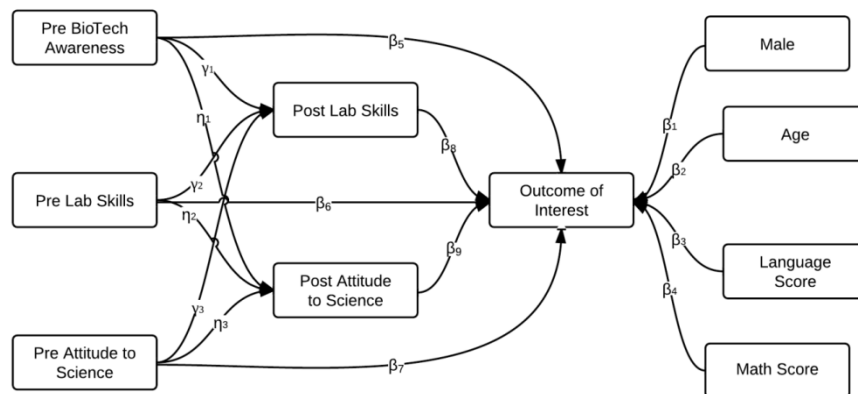 Pre BioTech
Awareness
β₅
Male
γ₁
Post Lab Skills
η₁
β₁
Age
β₈
β₂
γ₂
Pre Lab Skills
β₆
Outcome of
Interest
η₂
β₃
β₉
Post Attitude
to Science
Language
Score
β₄
γ₃
η₃
Pre Attitude to
Science
β₇
Math Score